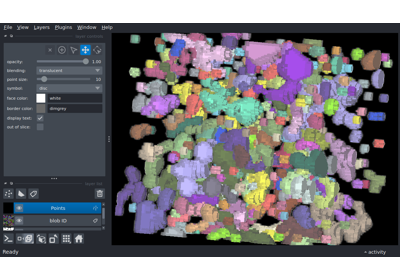 File View Layers Plugins Window Help
opacity: 1.00
blending: translucent
point size: 10
symbol: disc
face color: white
border color: dimgrey
display text:
out of slice:
Points
blob ID
Ready
activity